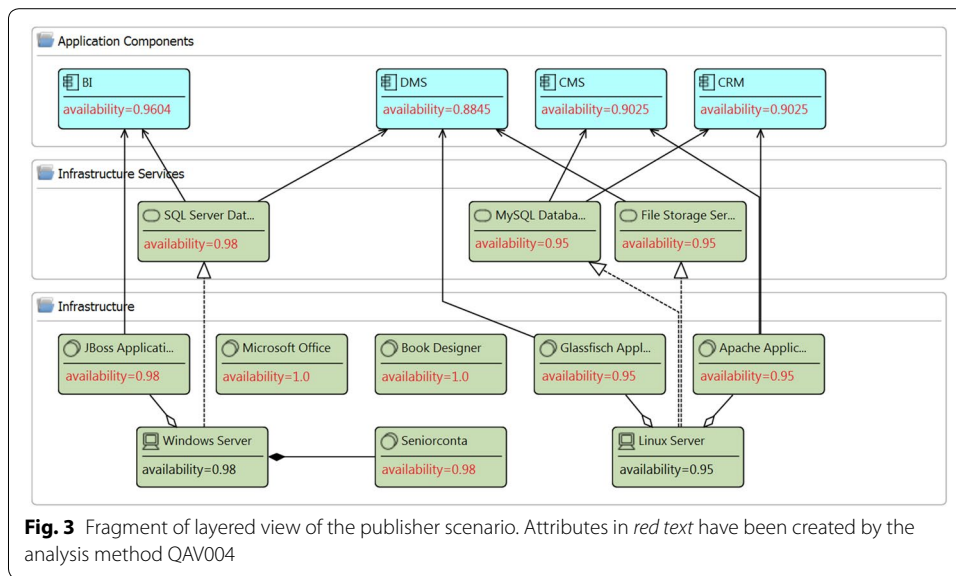 Application Components
BI
availability=0.9604
DMS
availability=0.8845
CMS
availability=0.9025
CRM
availability=0.9025
Infrastructure Services
SQL Server Dat...
availability=0.98
MySQL Databa...
availability=0.95
File Storage Ser...
availability=0.95
Infrastructure
JBoss Applicati...
availability=0.98
Microsoft Office
availability=1.0
Book Designer
availability=1.0
Glassfisch Appl...
availability=0.95
Apache Applic...
availability=0.95
Windows Server
availability=0.98
Seniorconta
availability=0.98
Linux Server
availability=0.95
Fig. 3 Fragment of layered view of the publisher scenario. Attributes in red text have been created by the
analysis method QAV004